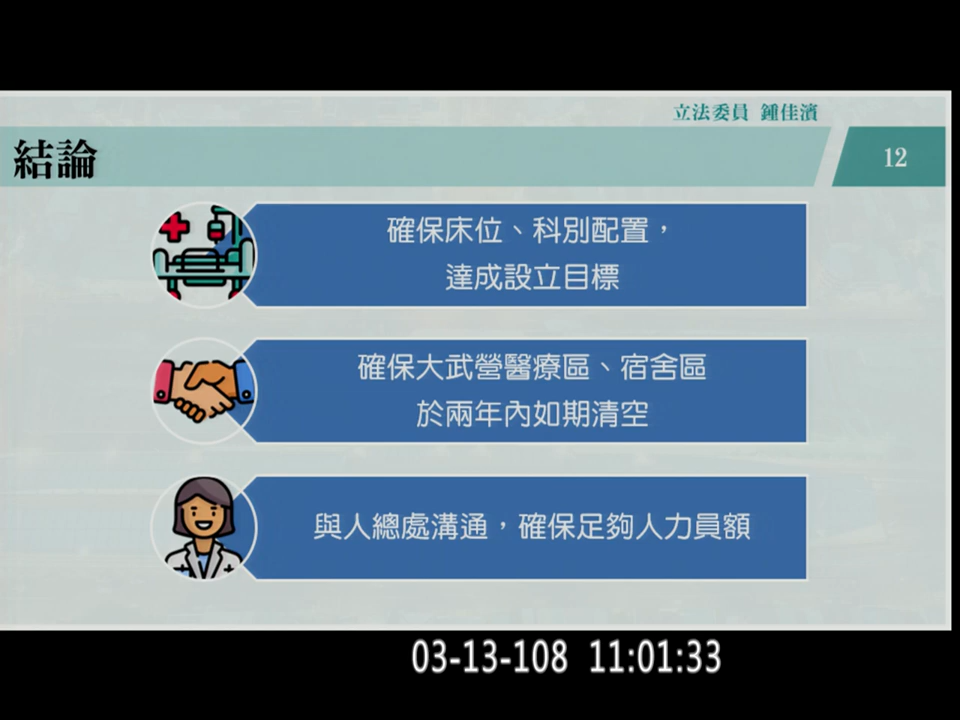 立法委員 鍾佳濱
結論
12
確保床位、科別配置，
達成設立目標
確保大武營醫療區、宿舍區
於兩年內如期清空
與人總處溝通，確保足夠人力員額
03-13-108 11:01:33